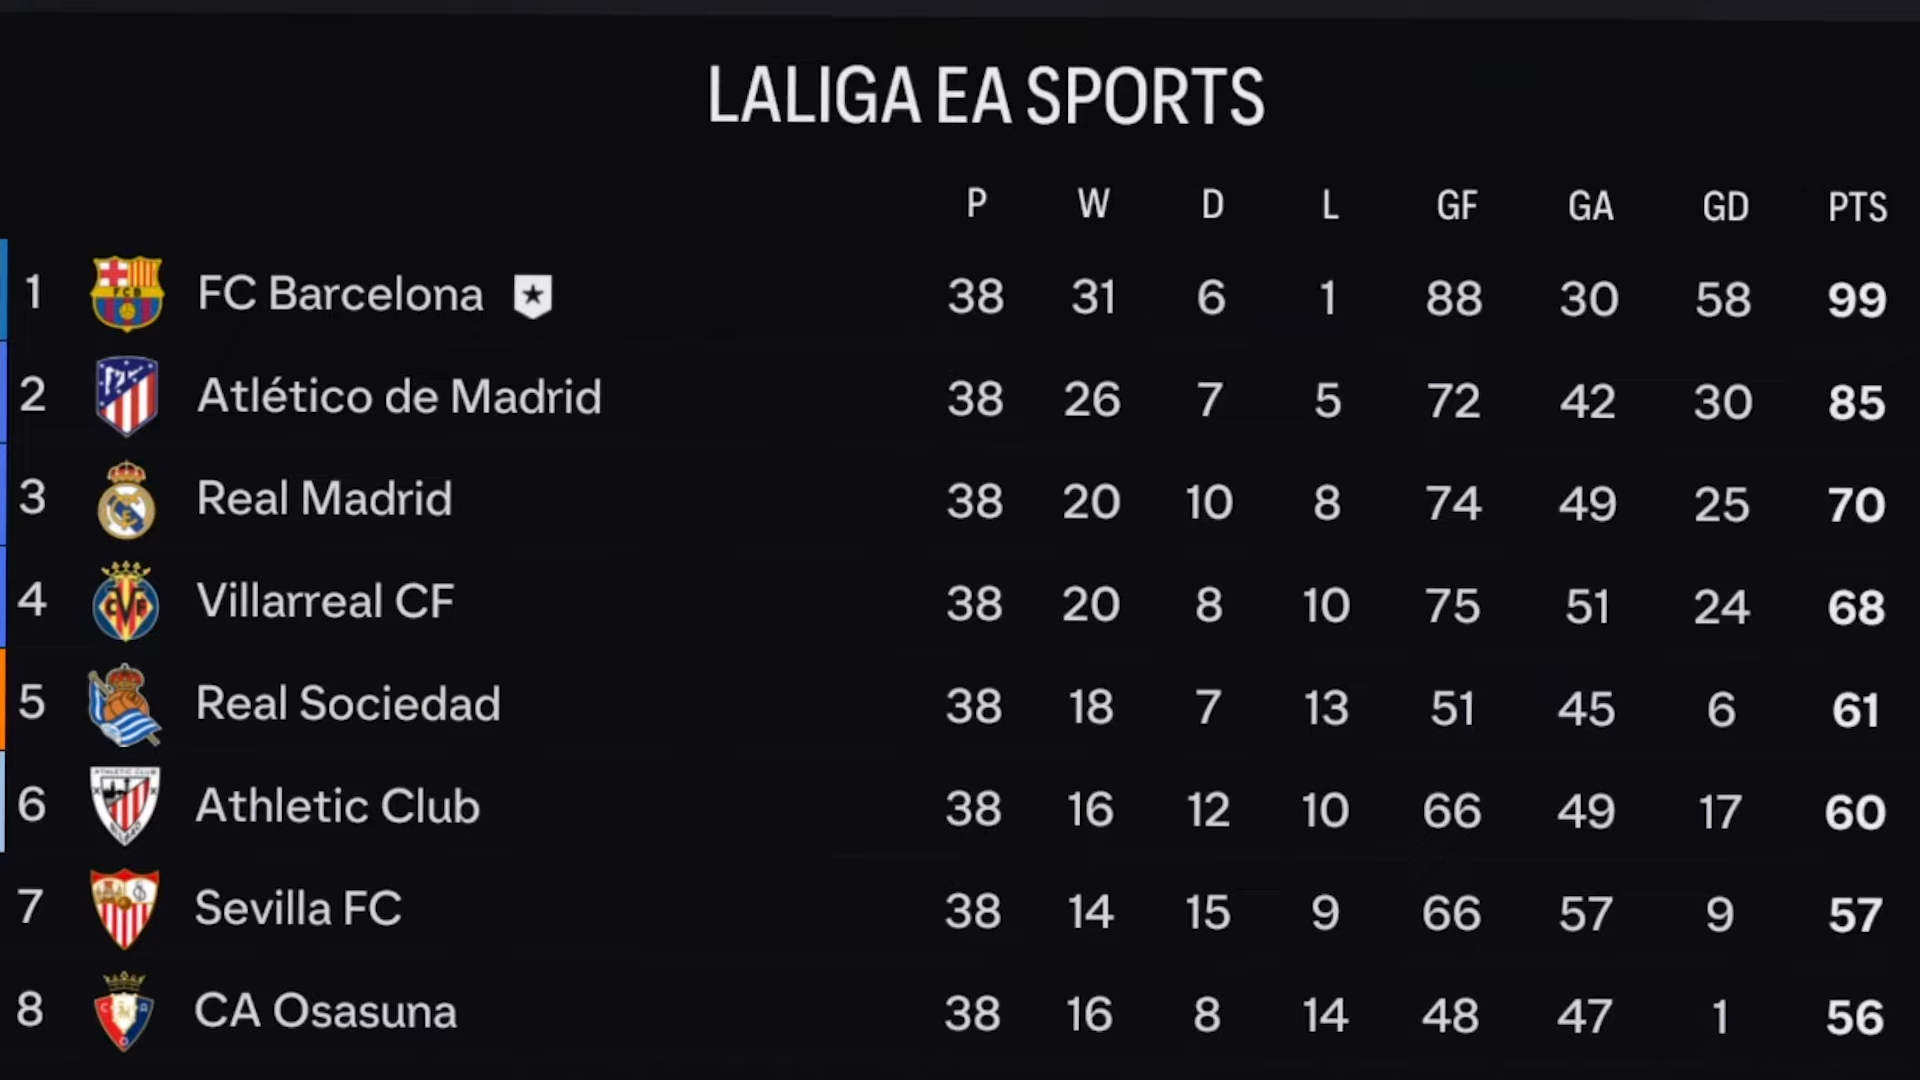 LALIGA EA SPORTS
P W D L GF GA GD PTS
1 FC Barcelona 38 31 6 1 88 30 58 99
2 Atlético de Madrid 38 26 7 5 72 42 30 85
3 Real Madrid 38 20 10 8 74 49 25 70
4 Villarreal CF 38 20 8 10 75 51 24 68
5 Real Sociedad 38 18 7 13 51 45 6 61
6 Athletic Club 38 16 12 10 66 49 17 60
7 Sevilla FC 38 14 15 9 66 57 9 57
8 CA Osasuna 38 16 8 14 48 47 1 56